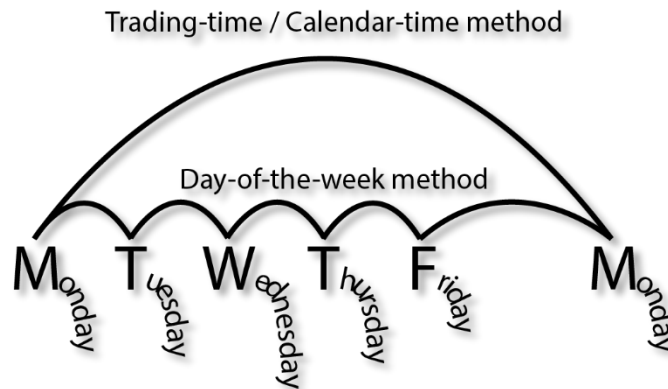 Trading-time / Calendar-time method
Day-of-the-week method
Monday Tuesday Wednesday Thursday Friday Monday